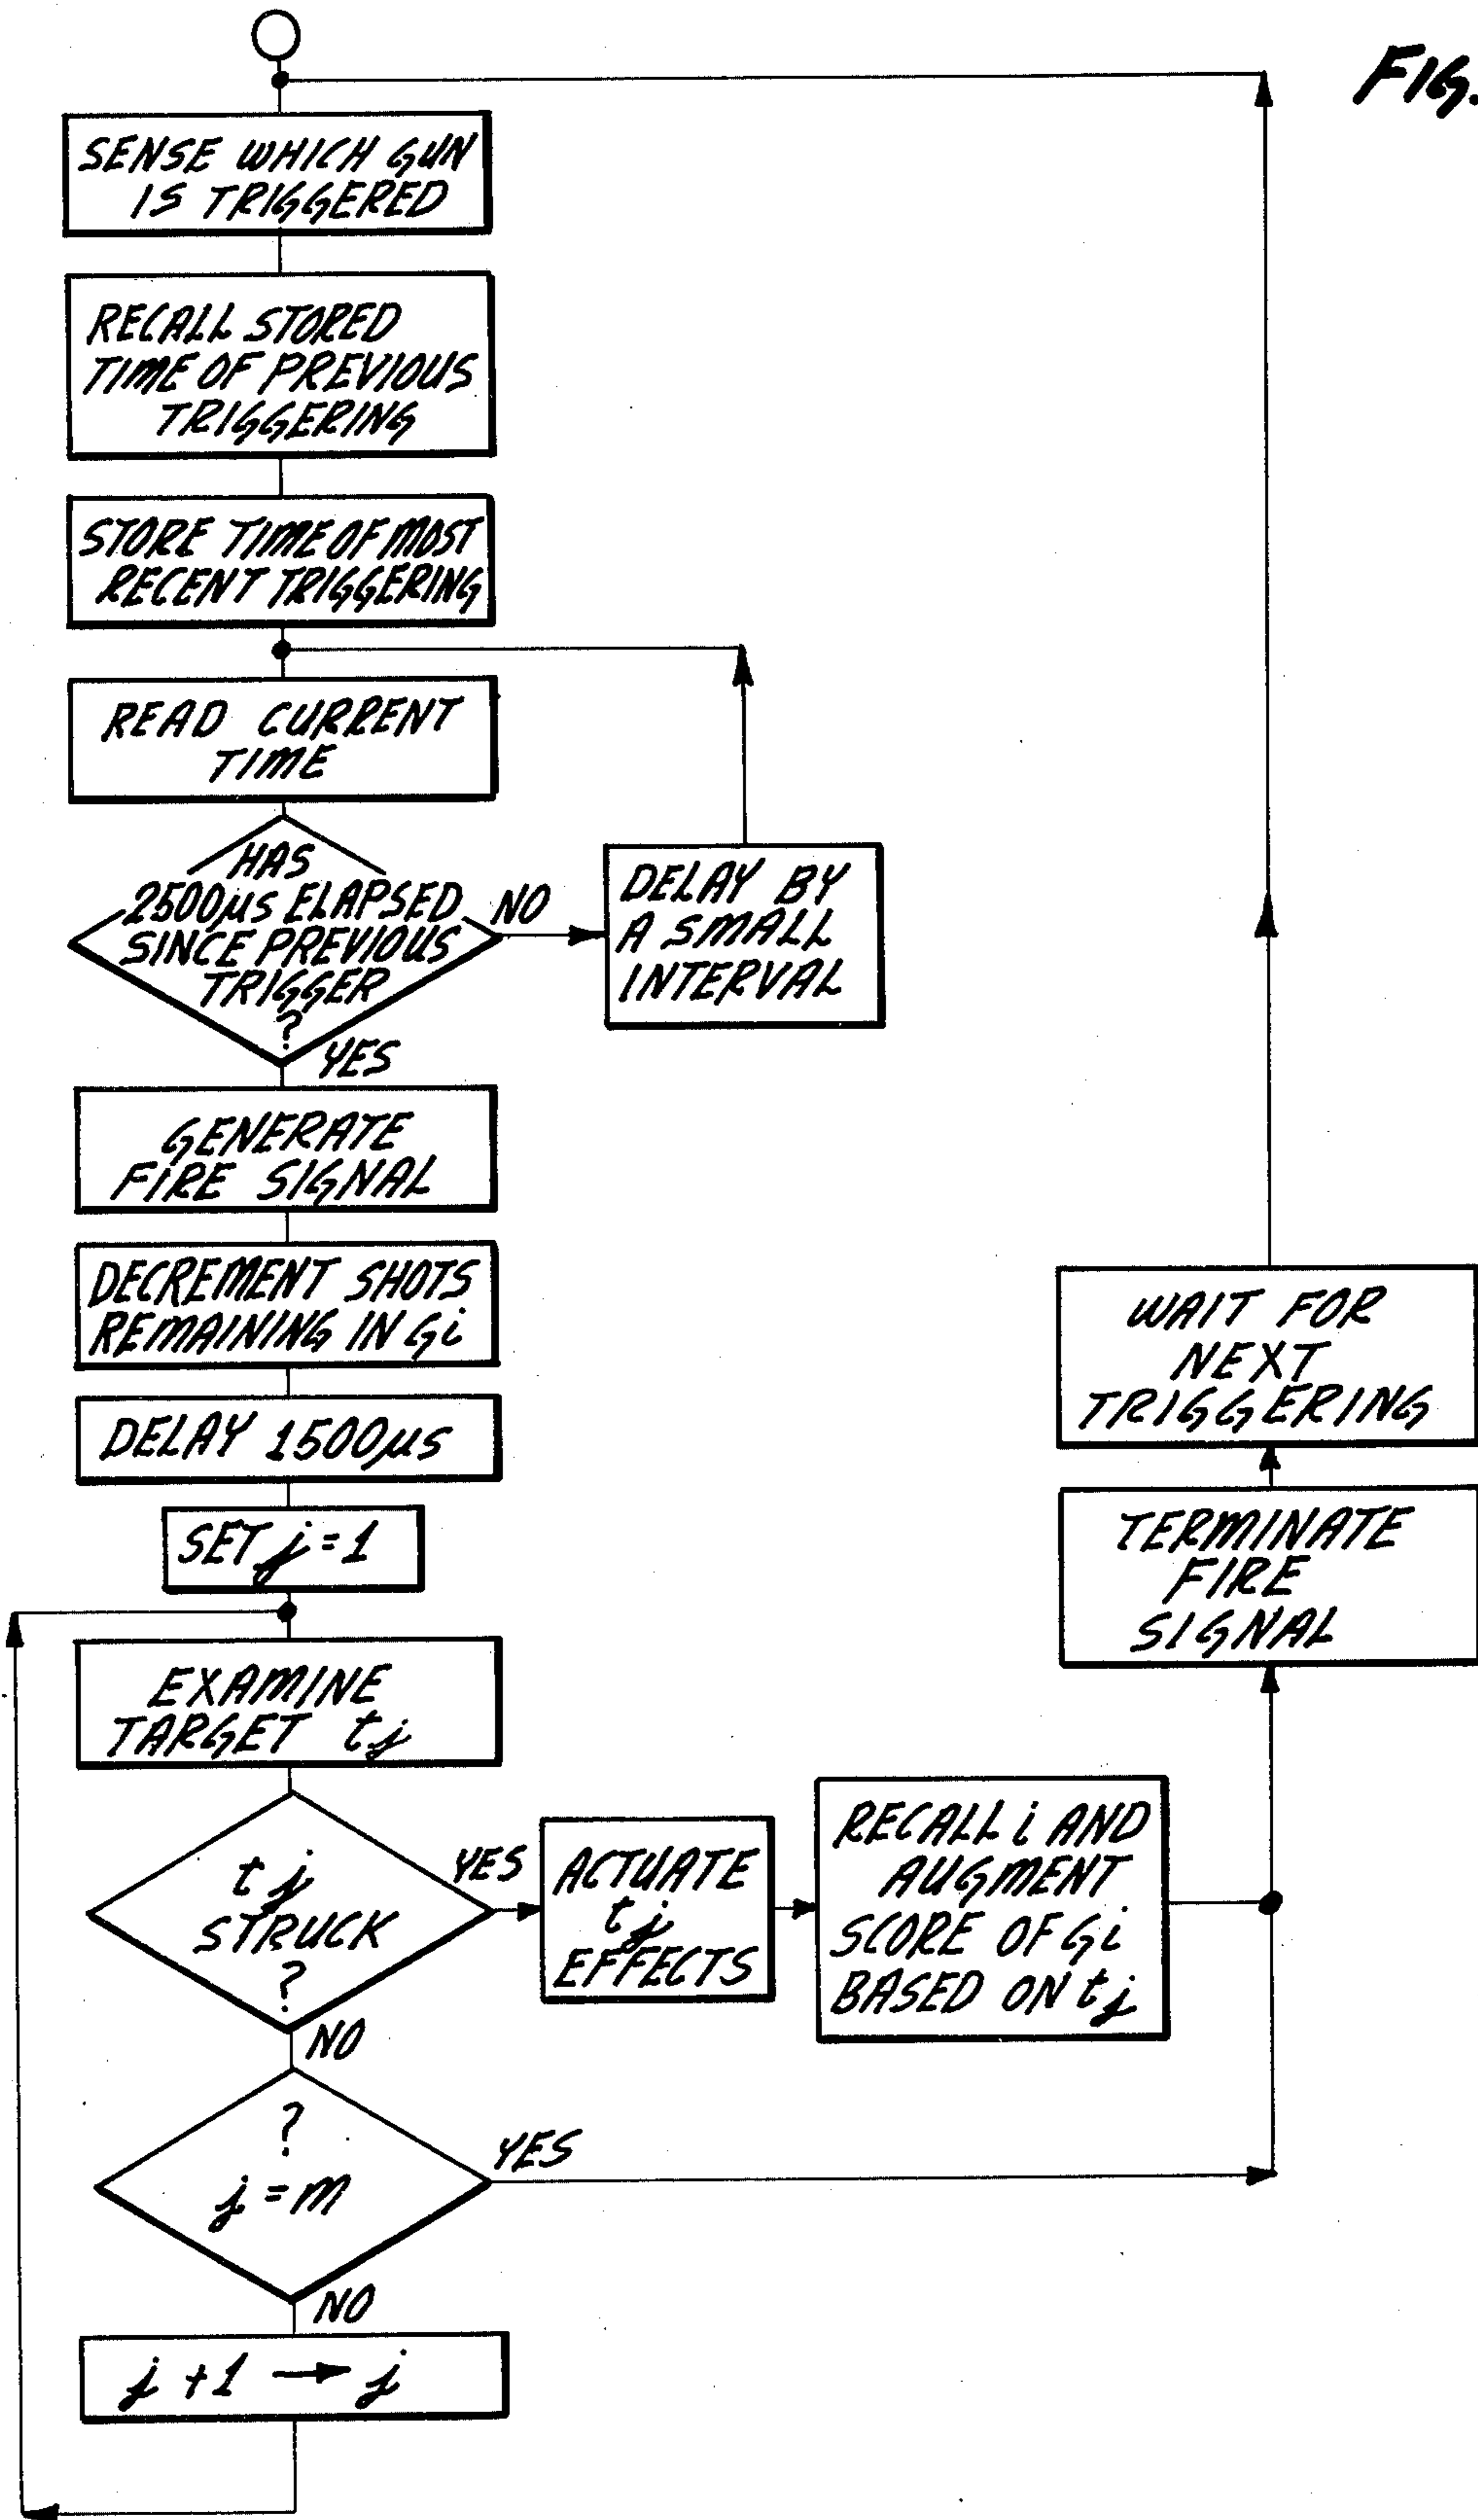 FIG.
SENSE WHICH GUN
IS TRIGGERED
RECALL STORED
TIME OF PREVIOUS
TRIGGERING
STORE TIME OF MOST
RECENT TRIGGERING
READ CURRENT
TIME
HAS
2500μs ELAPSED
SINCE PREVIOUS
TRIGGER
?
NO
DELAY BY
A SMALL
INTERVAL
YES
GENERATE
FIRE SIGNAL
DECREMENT SHOTS
REMAINING IN Gi
DELAY 1500μs
SET j=1
EXAMINE
TARGET tj
tj
STRUCK
?
YES
ACTUATE
tj
EFFECTS
RECALL i AND
AUGMENT
SCORE OF Gi
BASED ON tj
TERMINATE
FIRE
SIGNAL
WAIT FOR
NEXT
TRIGGERING
NO
?
j=m
YES
NO
j+1 → j